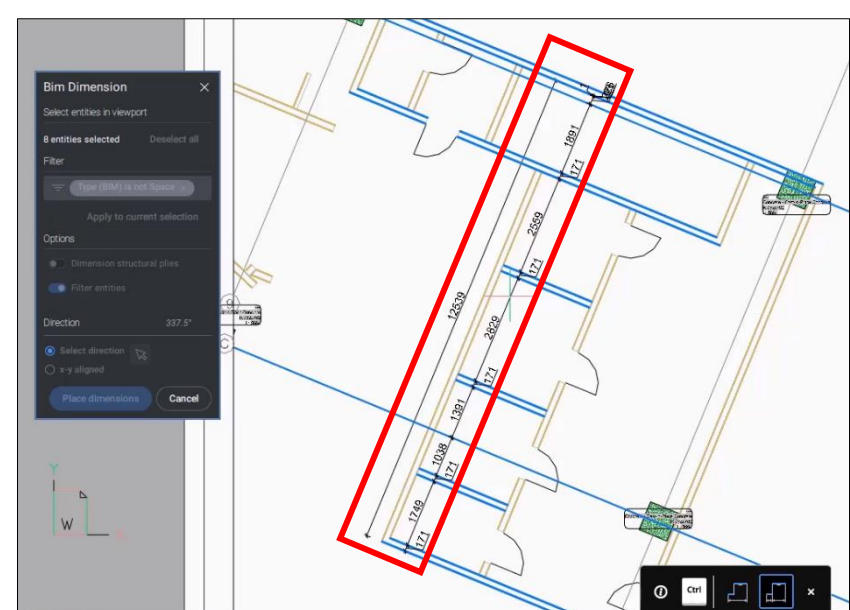 Bim Dimension
Select entities in viewport
8 entities selected Deselect all
Filter
Type (BIM) is not Space
Apply to current selection
Options
Dimension structural plies
Filter entities
Direction 337.5°
Select direction
x-y aligned
Place dimensions Cancel
1
1891
171
2559
171
12539
2829
171
1391
1038
171
1749
171
C
Y
W
X
Ctrl